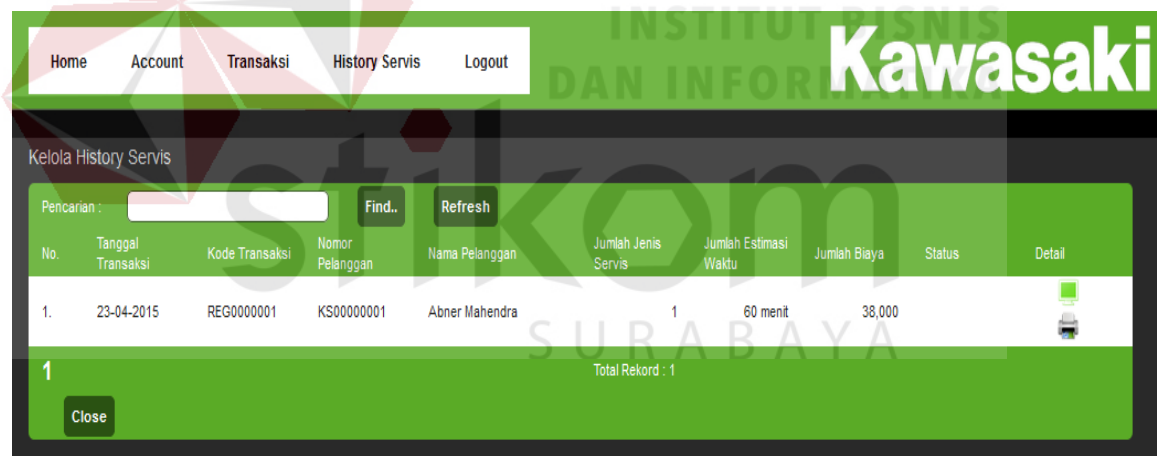 INSTITUT BISNIS
DAN INFORMATIKA
Kawasaki
Home Account Transaksi History Servis Logout
Kelola History Servis
stikom
Pencarian : Find.. Refresh
No. Tanggal Transaksi Kode Transaksi Nomor Pelanggan Nama Pelanggan Jumlah Jenis Servis Jumlah Estimasi Waktu Jumlah Biaya Status Detail
1. 23-04-2015 REG0000001 KS00000001 Abner Mahendra 1 60 menit 38,000
SURABAYA
1 Total Rekord : 1
Close